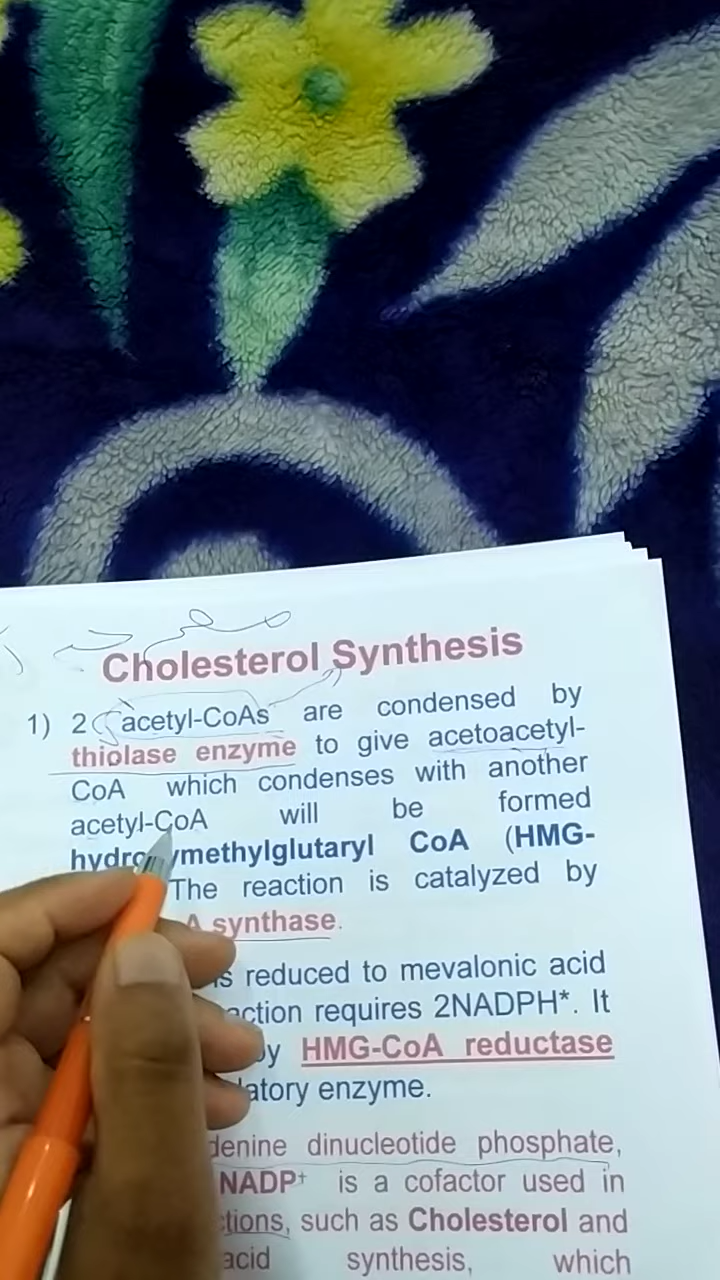 Cholesterol Synthesis
1) 2 acetyl-CoAs are condensed by
thiolase enzyme to give acetoacetyl-
CoA which condenses with another
acetyl-CoA will be formed
methylglutaryl CoA (HMG-
The reaction is catalyzed by
A synthase.
is reduced to mevalonic acid
requires 2NADPH*. It
by HMG-CoA reductase
enzyme.
dinucleotide phosphate,
NADP+ is a cofactor used in
such as Cholesterol and
acid synthesis, which